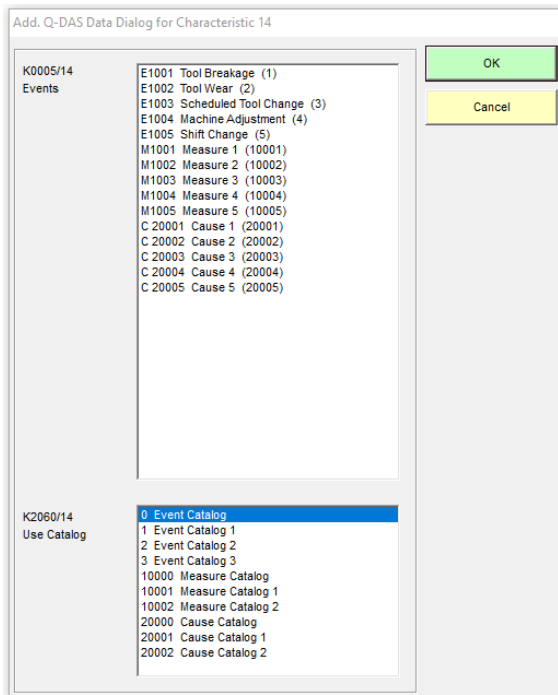 Add. Q-DAS Data Dialog for Characteristic 14
K0005/14
Events
E1001 Tool Breakage (1)
E1002 Tool Wear (2)
E1003 Scheduled Tool Change (3)
E1004 Machine Adjustment (4)
E1005 Shift Change (5)
M1001 Measure 1 (10001)
M1002 Measure 2 (10002)
M1003 Measure 3 (10003)
M1004 Measure 4 (10004)
M1005 Measure 5 (10005)
C 20001 Cause 1 (20001)
C 20002 Cause 2 (20002)
C 20003 Cause 3 (20003)
C 20004 Cause 4 (20004)
C 20005 Cause 5 (20005)
OK
Cancel
K2060/14
Use Catalog
0 Event Catalog
1 Event Catalog 1
2 Event Catalog 2
3 Event Catalog 3
10000 Measure Catalog
10001 Measure Catalog 1
10002 Measure Catalog 2
20000 Cause Catalog
20001 Cause Catalog 1
20002 Cause Catalog 2